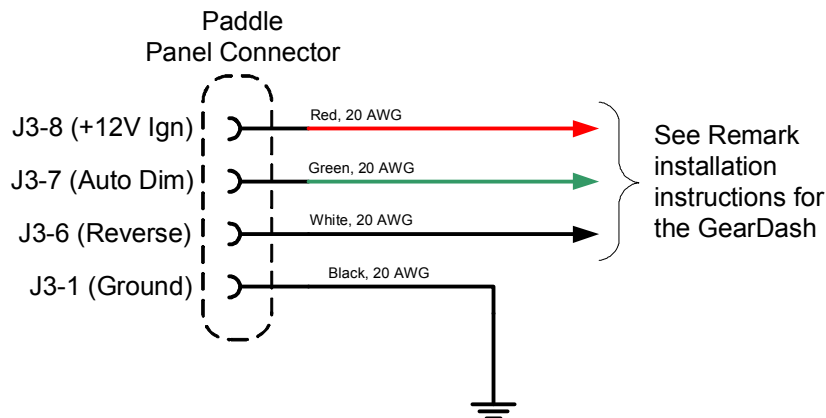 Paddle
Panel Connector
J3-8 (+12V Ign)
Red, 20 AWG
J3-7 (Auto Dim)
Green, 20 AWG
J3-6 (Reverse)
White, 20 AWG
J3-1 (Ground)
Black, 20 AWG
See Remark
installation
instructions for
the GearDash